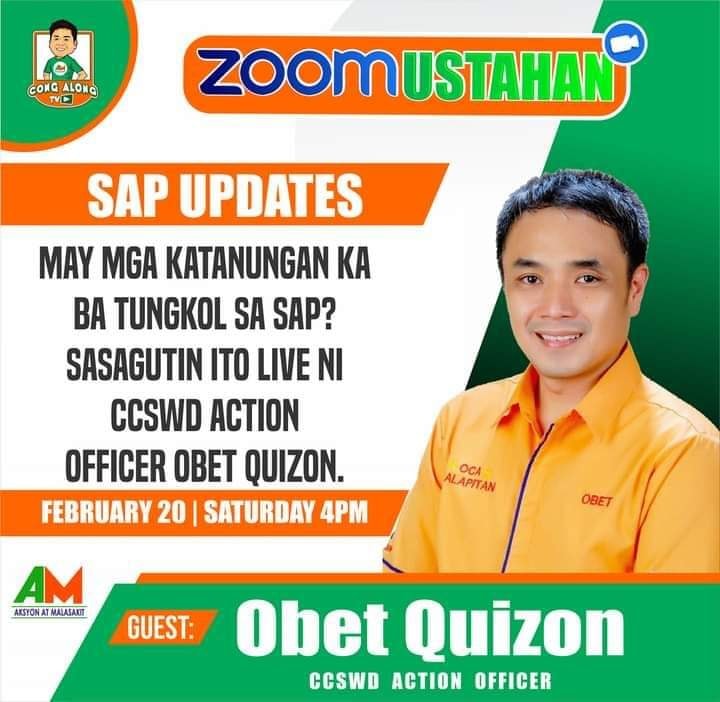 CONG ALONG
TV
ZOOMUSTAHAN
SAP UPDATES
MAY MGA KATANUNGAN KA
BA TUNGKOL SA SAP?
SASAGUTIN ITO LIVE NI
CCSWD ACTION
OFFICER OBET QUIZON.
FEBRUARY 20 | SATURDAY 4PM
OCA
ALAPITAN
OBET
AM
AKSYON AT MALASAKIT
GUEST: Obet Quizon
CCSWD ACTION OFFICER